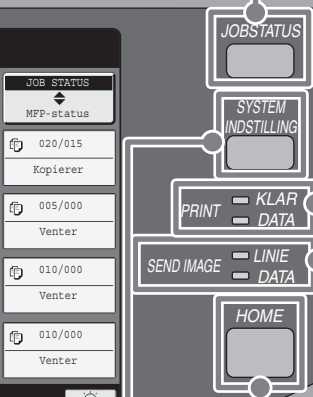 JOB STATUS
MFP-status
020/015
Kopierer
005/000
Venter
010/000
Venter
010/000
Venter
JOBSTATUS
SYSTEM
INDSTILLING
PRINT
KLAR
DATA
SEND IMAGE
LINIE
DATA
HOME